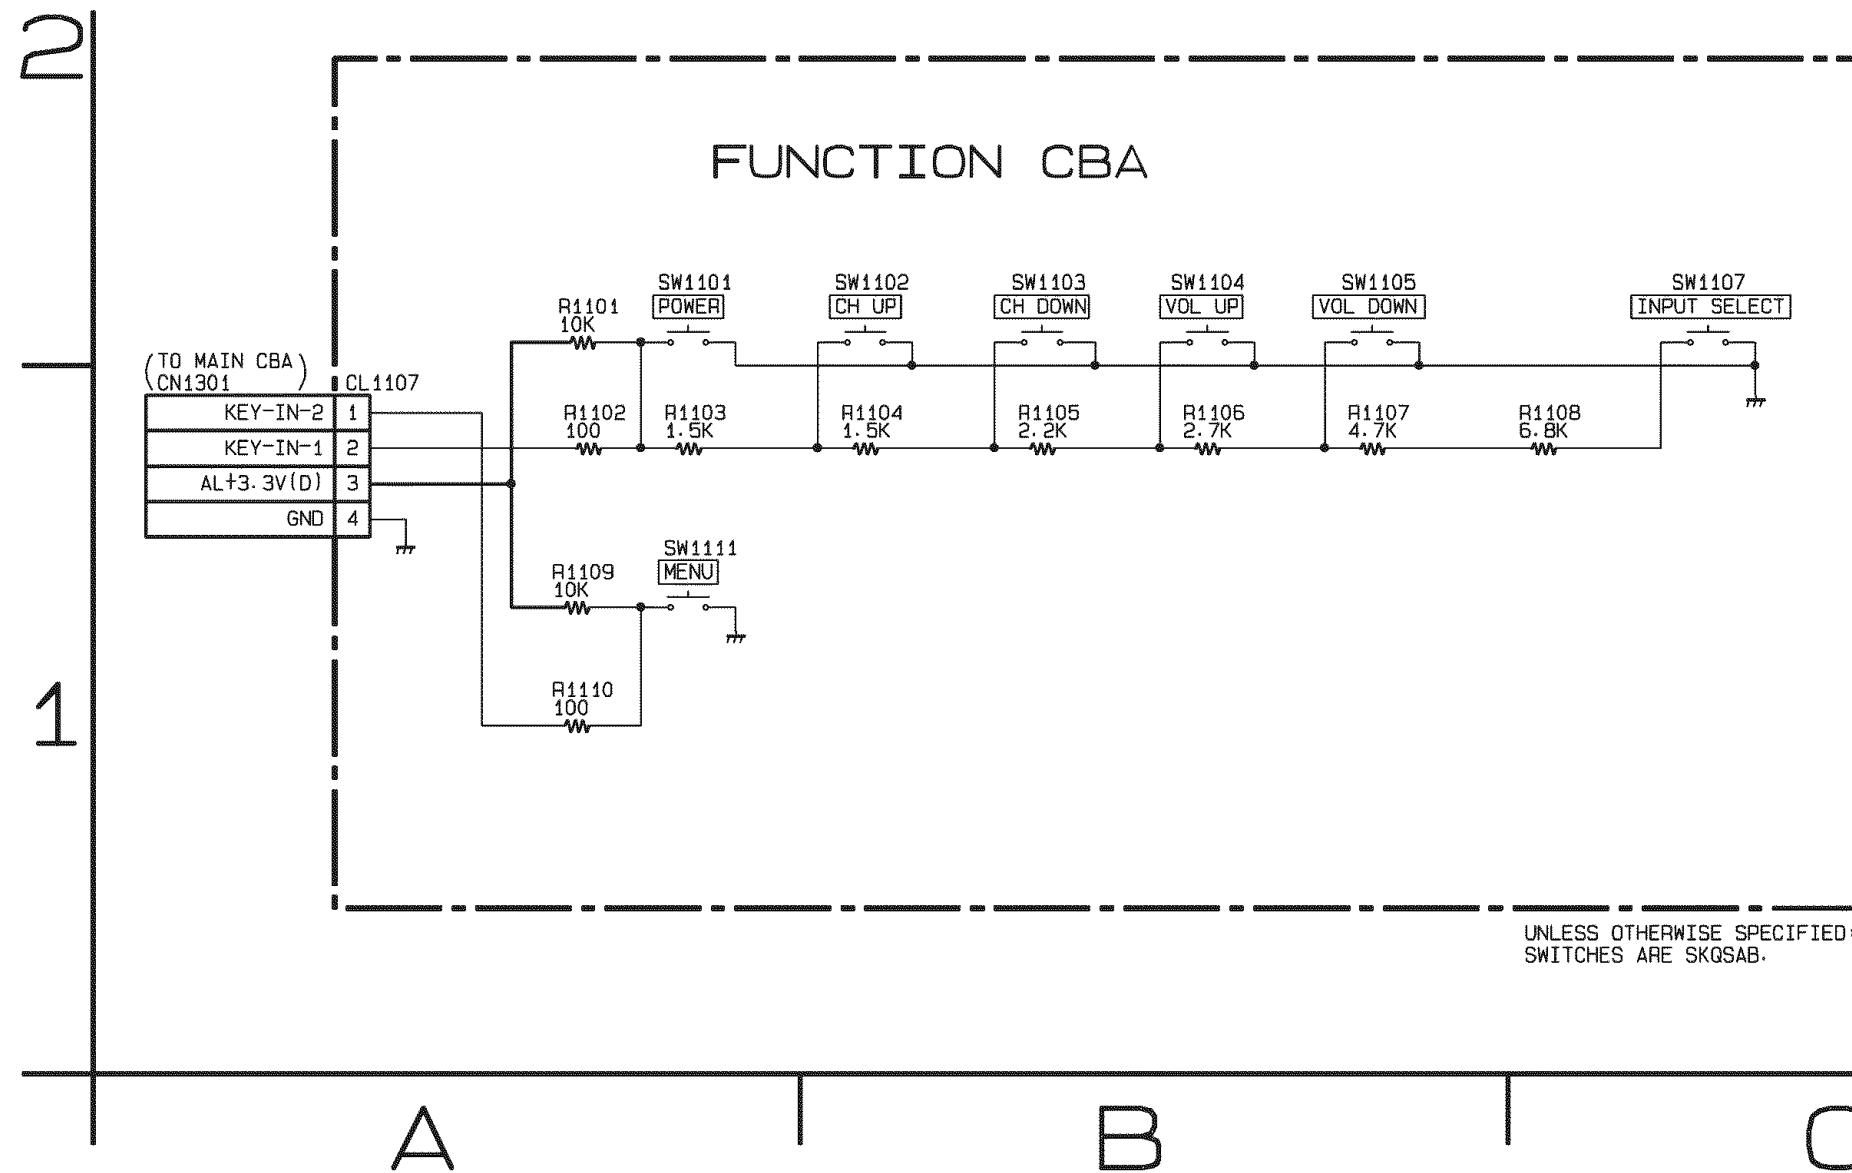 2
FUNCTION CBA
SW1101
POWER
SW1102
CH UP
SW1103
CH DOWN
SW1104
VOL UP
SW1105
VOL DOWN
SW1107
INPUT SELECT
R1101
10K
(TO MAIN CBA)
(CN1301)
CL1107
KEY-IN-2 1
KEY-IN-1 2
AL+3.3V(D) 3
GND 4
R1102
100
R1103
1.5K
R1104
1.5K
R1105
2.2K
R1106
2.7K
R1107
4.7K
R1108
6.8K
SW1111
MENU
R1109
10K
R1110
100
1
UNLESS OTHERWISE SPECIFIED:
SWITCHES ARE SKQSAB.
A B C